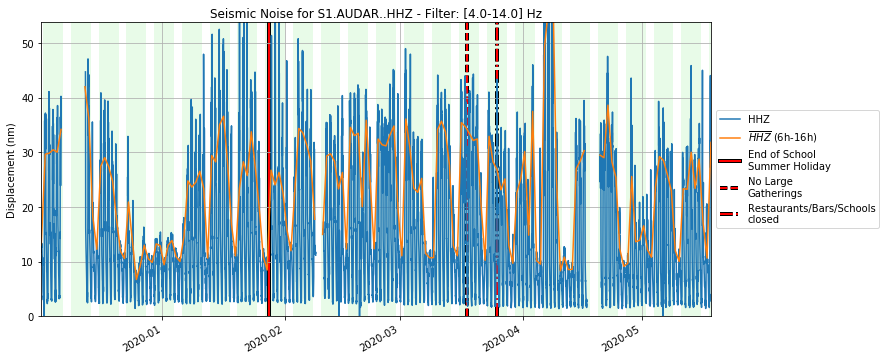 Seismic Noise for S1.AUDAR..HHZ - Filter: [4.0-14.0] Hz
Displacement (nm)
50
40
30
20
10
0
2020-01
2020-02
2020-03
2020-04
2020-05
HHZ
HHZ (6h-16h)
End of School
Summer Holiday
No Large
Gatherings
Restaurants/Bars/Schools
closed